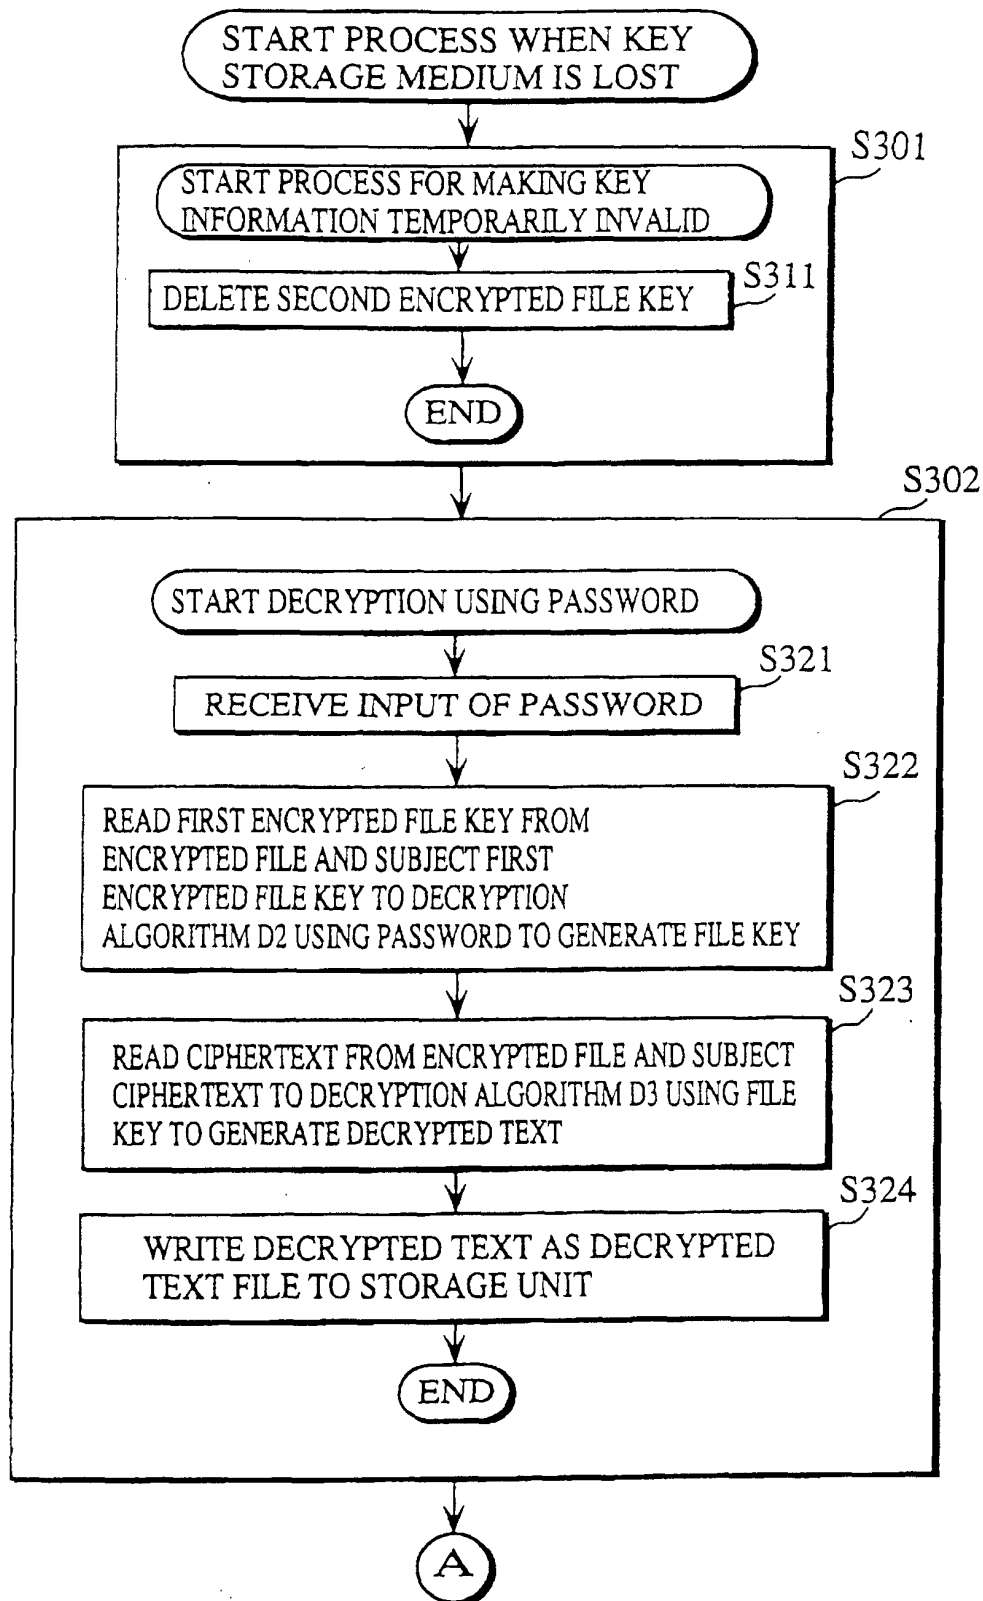 START PROCESS WHEN KEY
STORAGE MEDIUM IS LOST
S301
START PROCESS FOR MAKING KEY
INFORMATION TEMPORARILY INVALID
S311
DELETE SECOND ENCRYPTED FILE KEY
END
S302
START DECRYPTION USING PASSWORD
S321
RECEIVE INPUT OF PASSWORD
S322
READ FIRST ENCRYPTED FILE KEY FROM
ENCRYPTED FILE AND SUBJECT FIRST
ENCRYPTED FILE KEY TO DECRYPTION
ALGORITHM D2 USING PASSWORD TO GENERATE FILE KEY
S323
READ CIPHERTEXT FROM ENCRYPTED FILE AND SUBJECT
CIPHERTEXT TO DECRYPTION ALGORITHM D3 USING FILE
KEY TO GENERATE DECRYPTED TEXT
S324
WRITE DECRYPTED TEXT AS DECRYPTED
TEXT FILE TO STORAGE UNIT
END
A